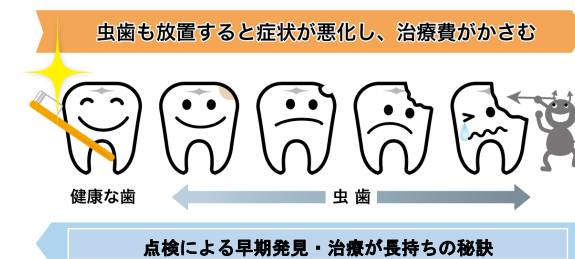 虫歯も放置すると症状が悪化し、治療費がかさむ
健康な歯
虫 歯
点検による早期発見・治療が長持ちの秘訣